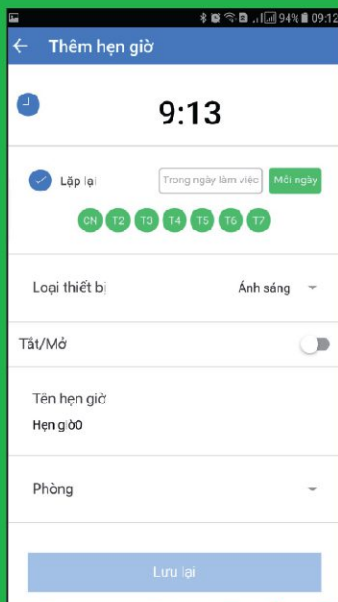 94% 09:12
Thêm hẹn giờ
9:13
Lặp lại
Trong ngày làm việc
Mỗi ngày
CN T2 T3 T4 T5 T6 T7
Loại thiết bị
Ánh sáng
Tắt/Mở
Tên hẹn giờ
Hẹn giờ0
Phòng
Lưu lại